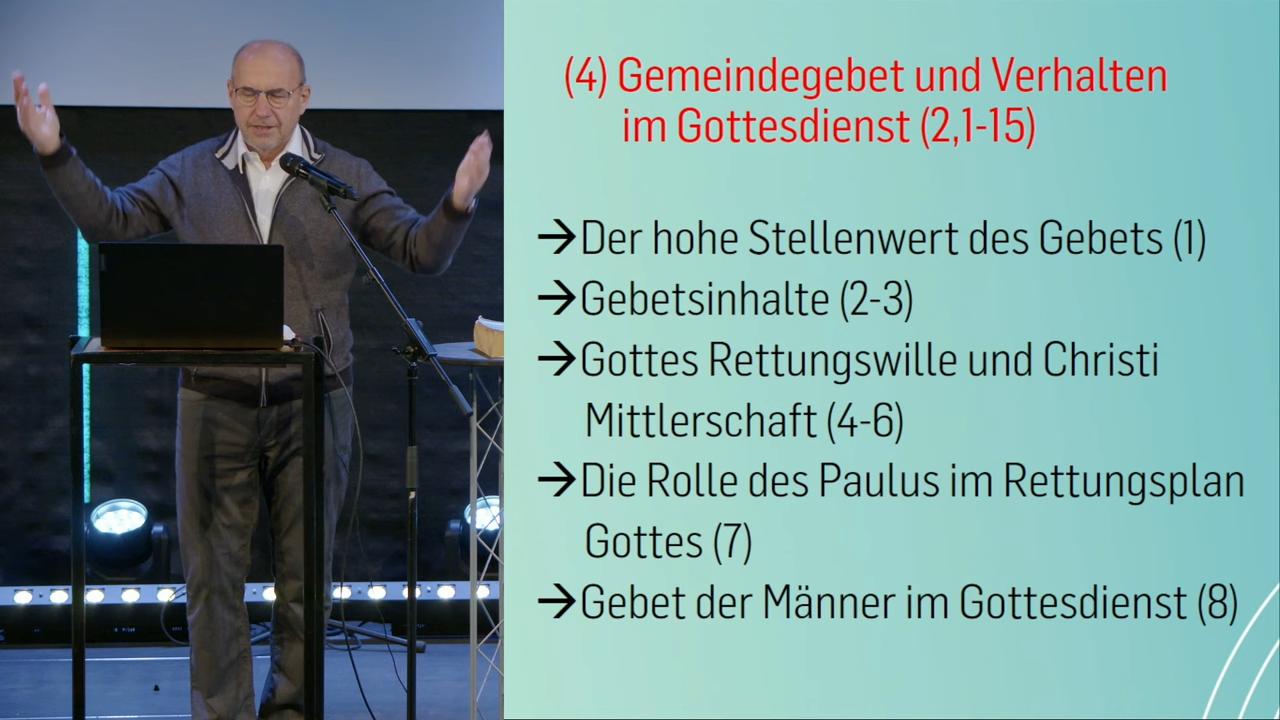 (4) Gemeindegebet und Verhalten
im Gottesdienst (2,1-15)
→Der hohe Stellenwert des Gebets (1)
→Gebetsinhalte (2-3)
→Gottes Rettungswille und Christi
Mittlerschaft (4-6)
→Die Rolle des Paulus im Rettungsplan
Gottes (7)
→Gebet der Männer im Gottesdienst (8)